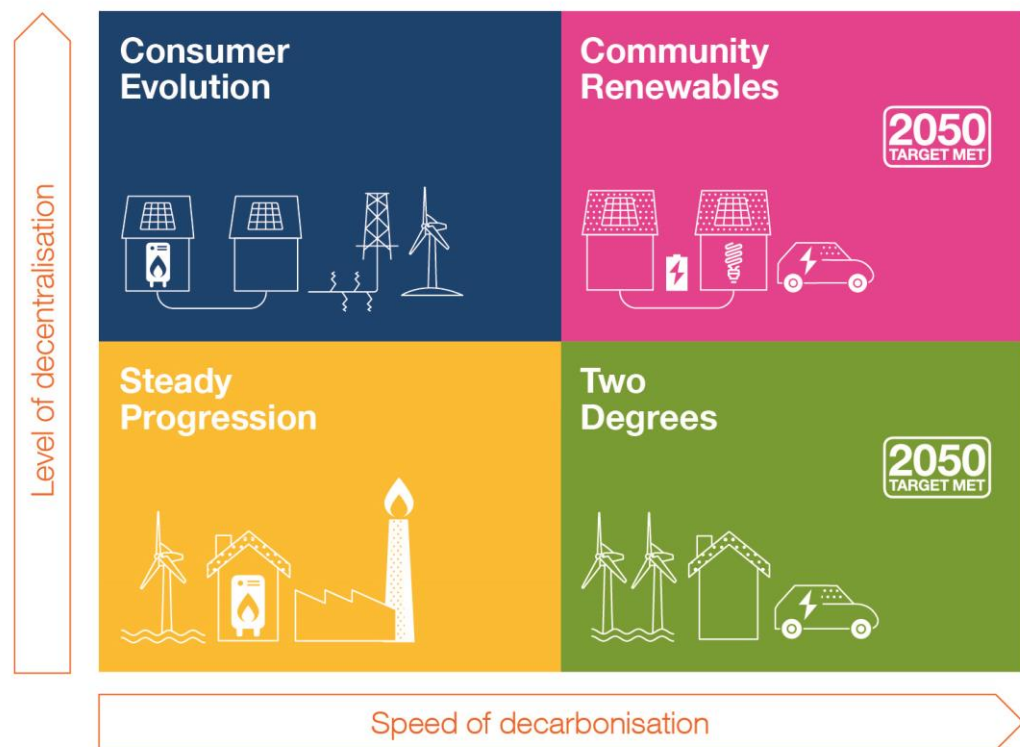 Level of decentralisation
Consumer
Evolution
Community
Renewables
2050
TARGET MET
Steady
Progression
Two
Degrees
2050
TARGET MET
Speed of decarbonisation